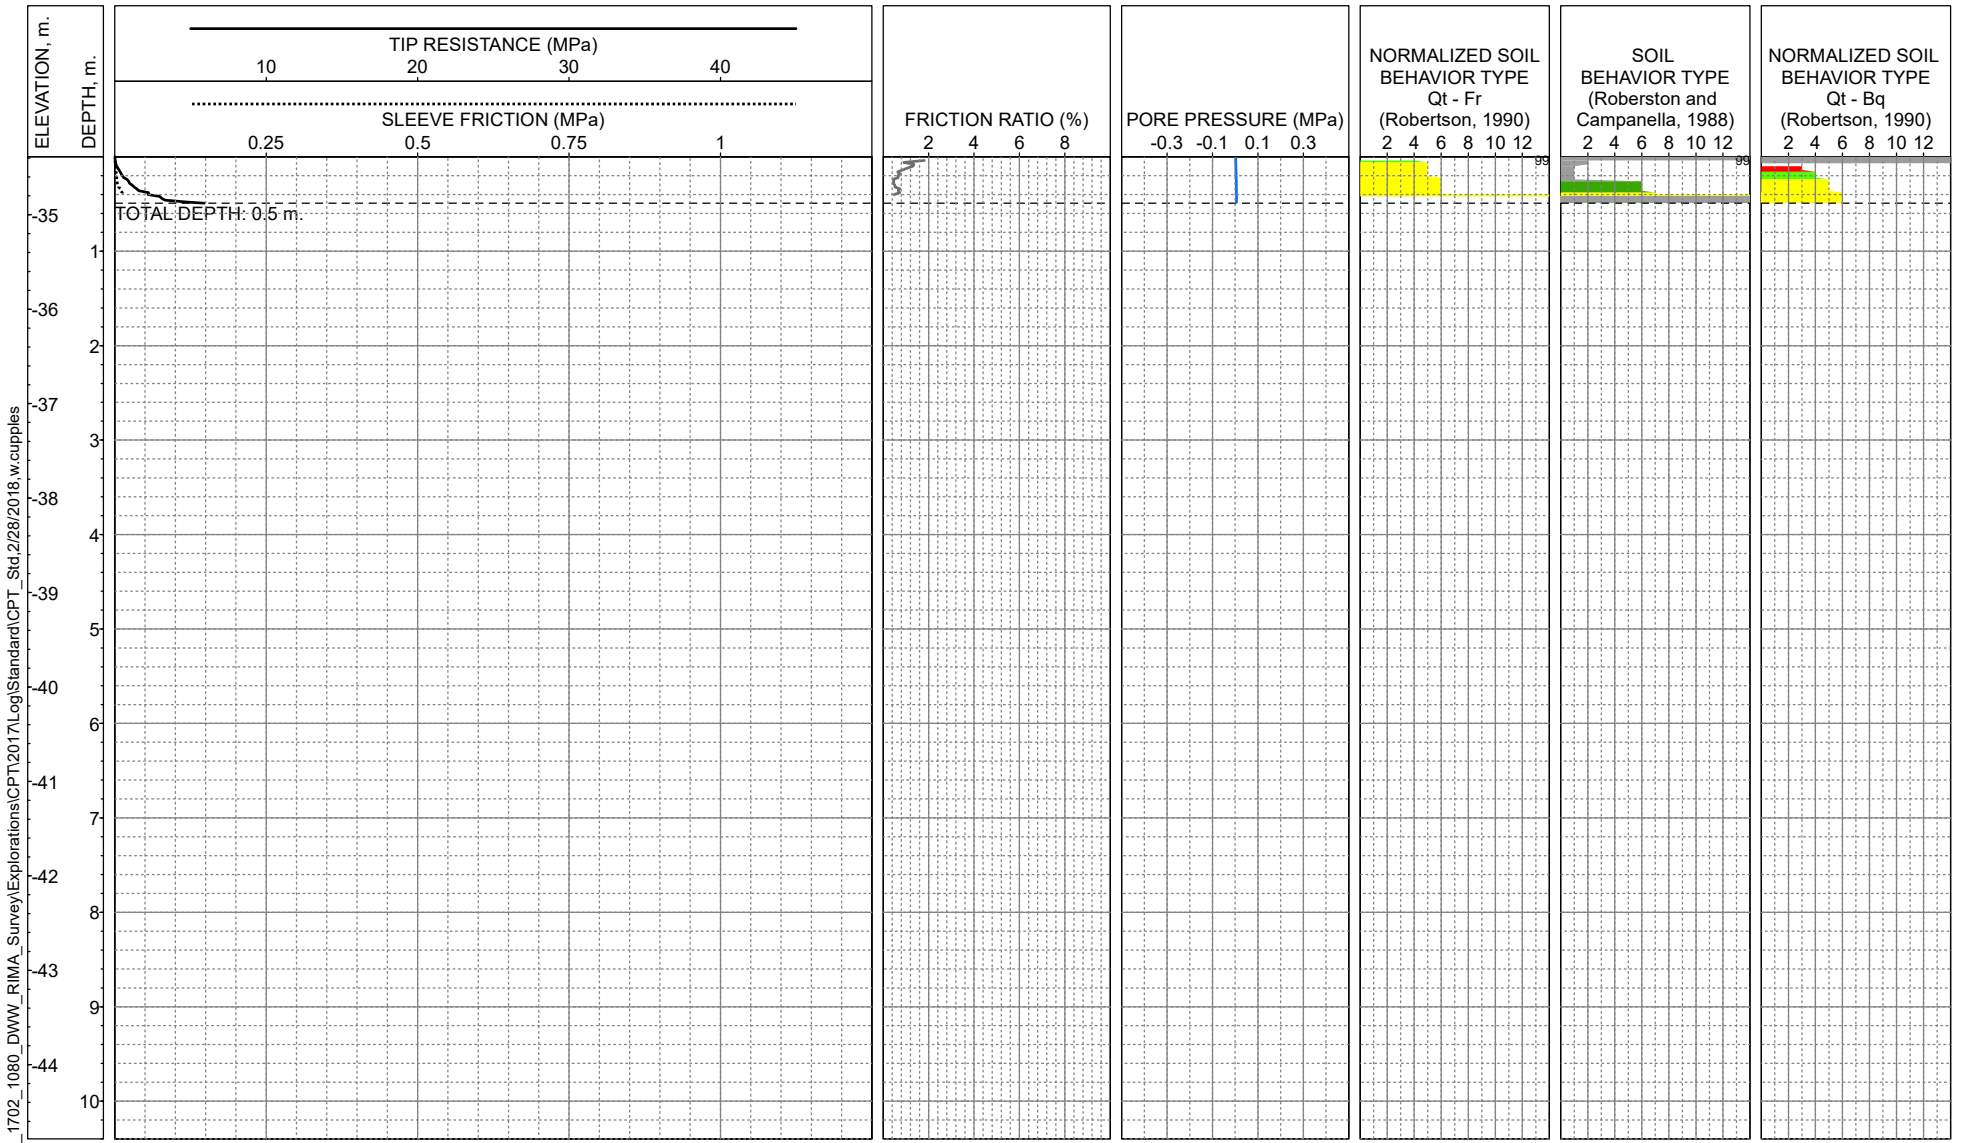 ELEVATION, m.
DEPTH, m.
TIP RESISTANCE (MPa)
10 20 30 40
SLEEVE FRICTION (MPa)
0.25 0.5 0.75 1
FRICTION RATIO (%)
2 4 6 8
PORE PRESSURE (MPa)
-0.3 -0.1 0.1 0.3
NORMALIZED SOIL
BEHAVIOR TYPE
Qt - Fr
(Robertson, 1990)
2 4 6 8 10 12
99
SOIL
BEHAVIOR TYPE
(Roberston and
Campanella, 1988)
2 4 6 8 10 12
99
NORMALIZED SOIL
BEHAVIOR TYPE
Qt - Bq
(Robertson, 1990)
2 4 6 8 10 12
TOTAL DEPTH: 0.5 m.
-35
1
-36
2
-37
3
-38
4
-39
5
-40
6
-41
7
-42
8
-43
9
-44
10
_1702_1080_DWW_RIMA_Survey\Explorations\CPT\2017\Log\Standard\CPT_Std,2/28/2018,w.cupples